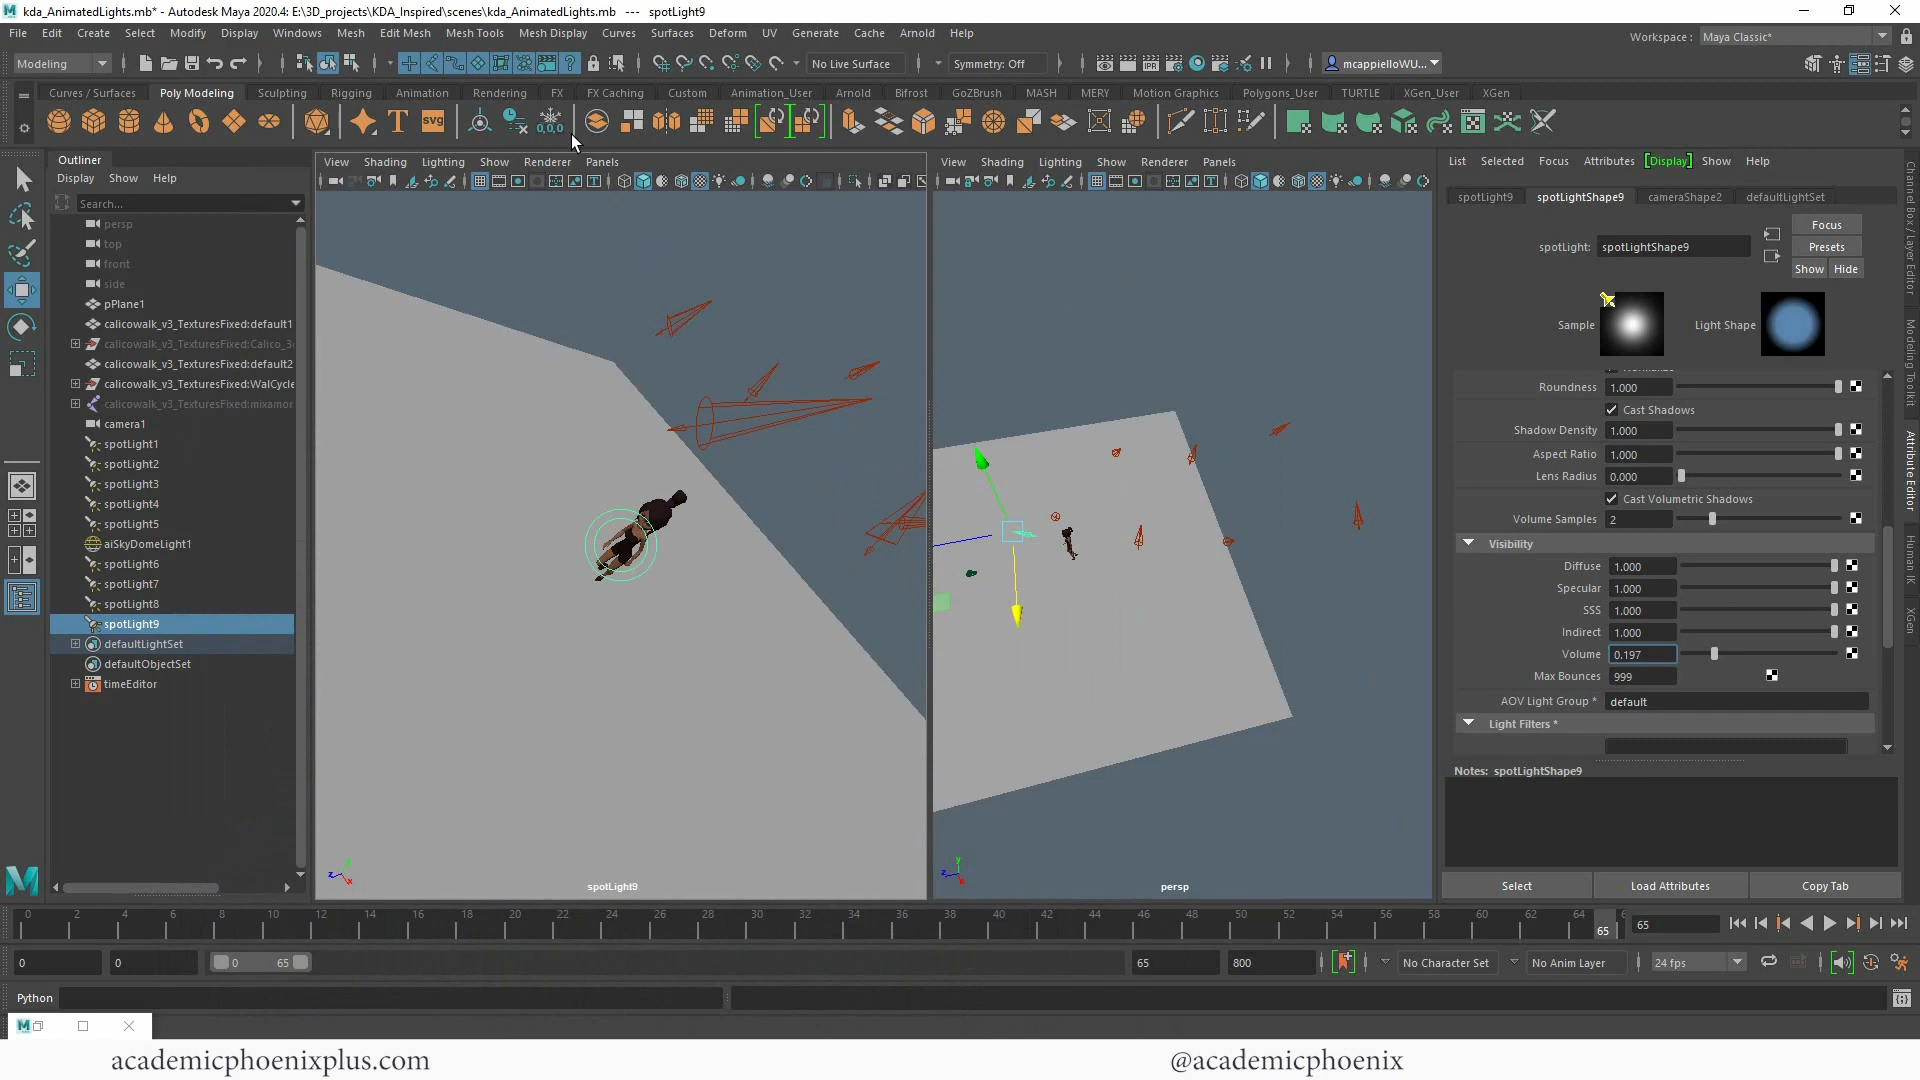 kda_AnimatedLights.mb* - Autodesk Maya 2020.4: E:\3D_projects\KDA_Inspired\scenes\kda_AnimatedLights.mb --- spotLight9
File Edit Create Select Modify Display Windows Mesh Edit Mesh Mesh Tools Mesh Display Curves Surfaces Deform UV Generate Cache Arnold Help
Workspace : Maya Classic*
Modeling
No Live Surface
Symmetry: Off
mcappielloWU...
Curves / Surfaces Poly Modeling Sculpting Rigging Animation Rendering FX FX Caching Custom Animation_User Arnold Bifrost GoZBrush MASH MERY Motion Graphics Polygons_User TURTLE XGen_User XGen
T
svg
0,0,0
Outliner
Display Show Help
Search...
persp
top
front
side
pPlane1
calicowalk_v3_TexturesFixed:default1
calicowalk_v3_TexturesFixed:Calico_3
calicowalk_v3_TexturesFixed:default2
calicowalk_v3_TexturesFixed:WalCycle
calicowalk_v3_TexturesFixed:mixamor
camera1
spotLight1
spotLight2
spotLight3
spotLight4
spotLight5
aiSkyDomeLight1
spotLight6
spotLight7
spotLight8
spotLight9
defaultLightSet
defaultObjectSet
timeEditor
View Shading Lighting Show Renderer Panels
spotLight9
View Shading Lighting Show Renderer Panels
persp
List Selected Focus Attributes [Display] Show Help
spotLight9 spotLightShape9 cameraShape2 defaultLightSet
spotLight: spotLightShape9
Focus
Presets
Show Hide
Sample
Light Shape
Roundness 1.000
Cast Shadows
Shadow Density 1.000
Aspect Ratio 1.000
Lens Radius 0.000
Cast Volumetric Shadows
Volume Samples 2
Visibility
Diffuse 1.000
Specular 1.000
SSS 1.000
Indirect 1.000
Volume 0.197
Max Bounces 999
AOV Light Group * default
Light Filters *
Notes: spotLightShape9
Select
Load Attributes
Copy Tab
Channel Box / Layer Editor
Modeling Toolkit
Attribute Editor
Human IK
XGen
0 2 4 6 8 10 12 14 16 18 20 22 24 26 28 30 32 34 36 38 40 42 44 46 48 50 52 54 56 58 60 62 64
65
65
0
0
0 65
65
800
No Character Set
No Anim Layer
24 fps
Python
academicphoenixplus.com
@academicphoenix